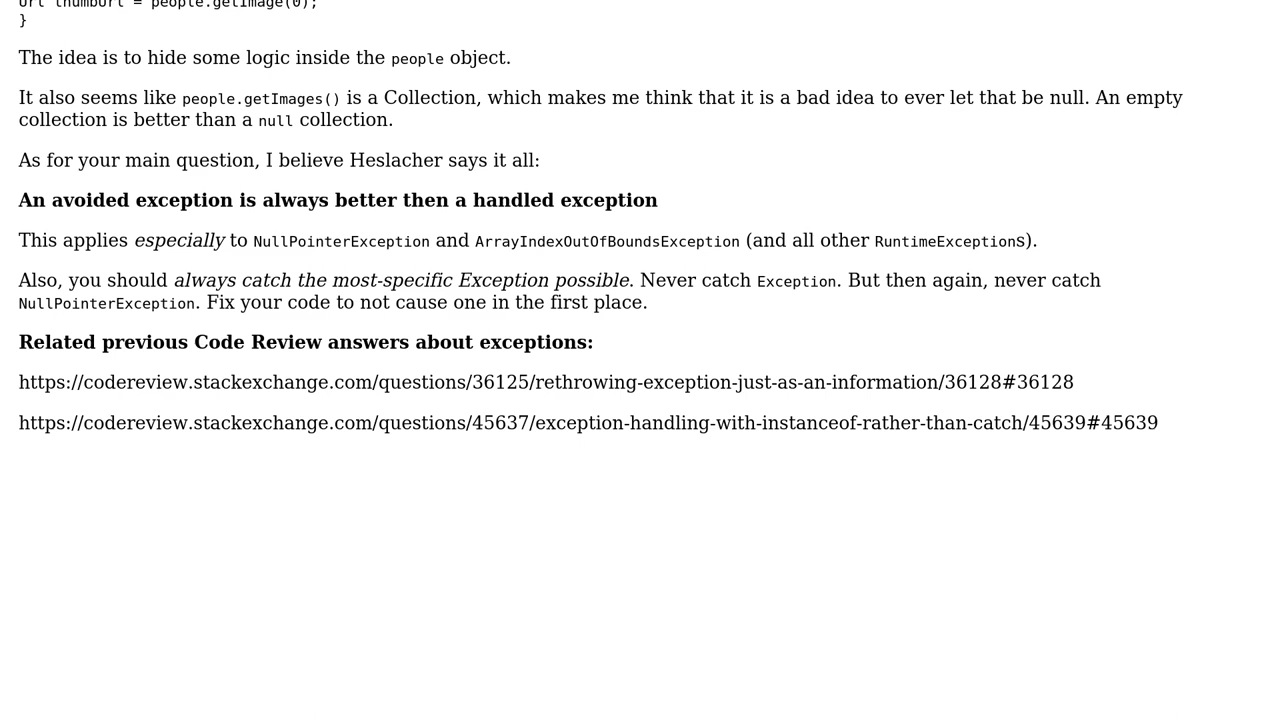 Url thumbUrl = people.getImage(0);
}
The idea is to hide some logic inside the people object.
It also seems like people.getImages() is a Collection, which makes me think that it is a bad idea to ever let that be null. An empty
collection is better than a null collection.
As for your main question, I believe Heslacher says it all:
An avoided exception is always better then a handled exception
This applies especially to NullPointerException and ArrayIndexOutOfBoundsException (and all other RuntimeExceptions).
Also, you should always catch the most-specific Exception possible. Never catch Exception. But then again, never catch
NullPointerException. Fix your code to not cause one in the first place.
Related previous Code Review answers about exceptions:
https://codereview.stackexchange.com/questions/36125/rethrowing-exception-just-as-an-information/36128#36128
https://codereview.stackexchange.com/questions/45637/exception-handling-with-instanceof-rather-than-catch/45639#45639